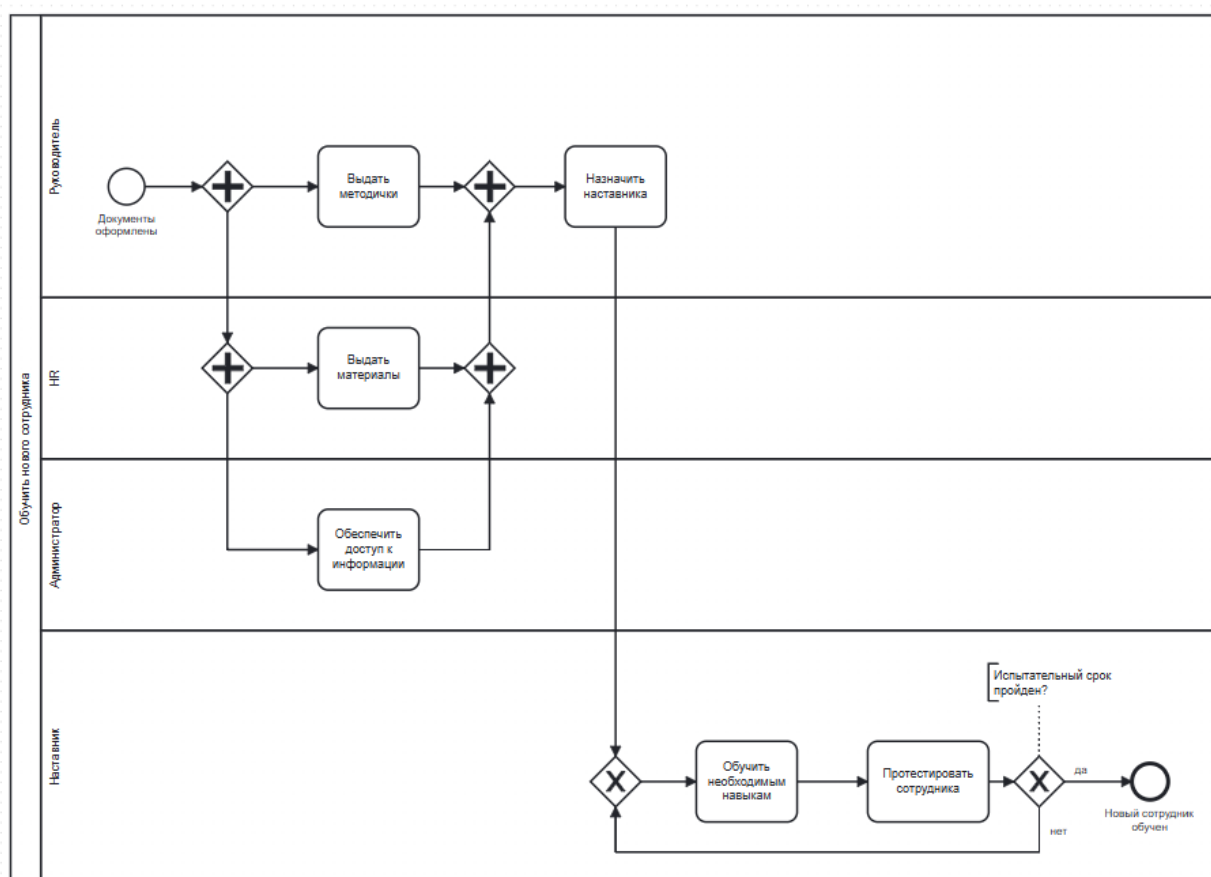 Обучить нового сотрудника
Руководитель
Документы
оформлены
Выдать
методички
Назначить
наставника
HR
Выдать
материалы
Администратор
Обеспечить
доступ к
информации
Наставник
Испытательный срок
пройден?
Обучить
необходимым
навыкам
Протестировать
сотрудника
да
нет
Новый сотрудник
обучен